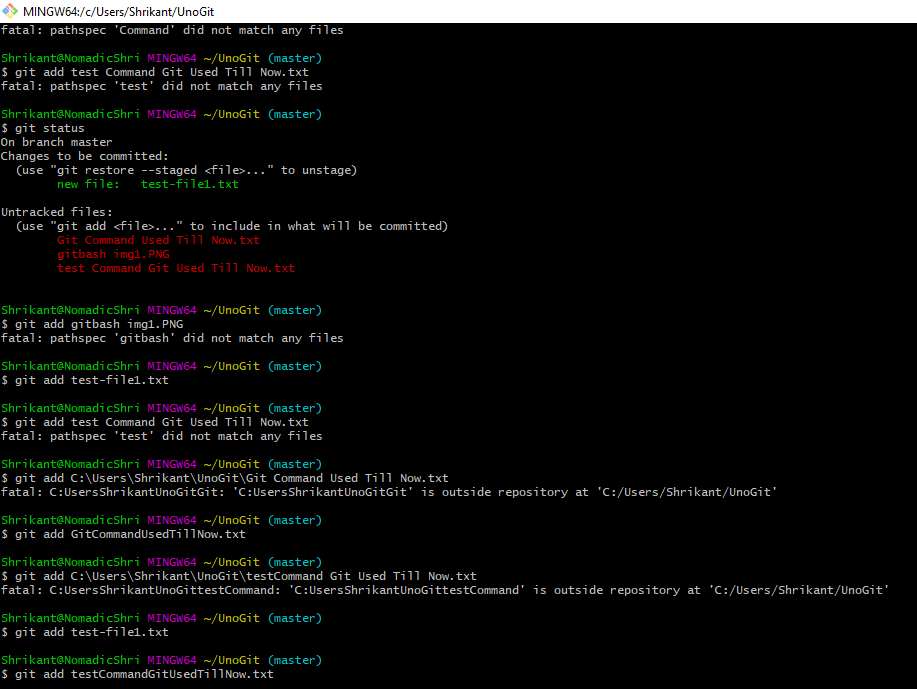 MINGW64:/c/Users/Shrikant/UnoGit
fatal: pathspec 'Command' did not match any files
Shrikant@NomadicShri MINGW64 ~/UnoGit (master)
$ git add test Command Git Used Till Now.txt
fatal: pathspec 'test' did not match any files
Shrikant@NomadicShri MINGW64 ~/UnoGit (master)
$ git status
On branch master
Changes to be committed:
  (use "git restore --staged <file>..." to unstage)
        new file:   test-file1.txt
Untracked files:
  (use "git add <file>..." to include in what will be committed)
        Git Command Used Till Now.txt
        gitbash img1.PNG
        test Command Git Used Till Now.txt
Shrikant@NomadicShri MINGW64 ~/UnoGit (master)
$ git add gitbash img1.PNG
fatal: pathspec 'gitbash' did not match any files
Shrikant@NomadicShri MINGW64 ~/UnoGit (master)
$ git add test-file1.txt
Shrikant@NomadicShri MINGW64 ~/UnoGit (master)
$ git add test Command Git Used Till Now.txt
fatal: pathspec 'test' did not match any files
Shrikant@NomadicShri MINGW64 ~/UnoGit (master)
$ git add C:\Users\Shrikant\UnoGit\Git Command Used Till Now.txt
fatal: C:UsersShrikantUnoGitGit: 'C:UsersShrikantUnoGitGit' is outside repository at 'C:/Users/Shrikant/UnoGit'
Shrikant@NomadicShri MINGW64 ~/UnoGit (master)
$ git add GitCommandUsedTillNow.txt
Shrikant@NomadicShri MINGW64 ~/UnoGit (master)
$ git add C:\Users\Shrikant\UnoGit\testCommand Git Used Till Now.txt
fatal: C:UsersShrikantUnoGittestCommand: 'C:UsersShrikantUnoGittestCommand' is outside repository at 'C:/Users/Shrikant/UnoGit'
Shrikant@NomadicShri MINGW64 ~/UnoGit (master)
$ git add test-file1.txt
Shrikant@NomadicShri MINGW64 ~/UnoGit (master)
$ git add testCommandGitUsedTillNow.txt